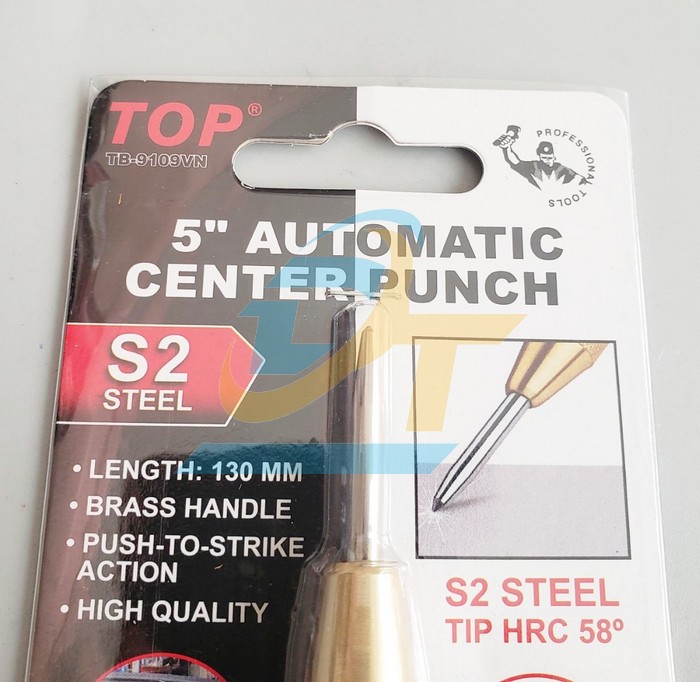 TOP®
TB-9109VN
PROFESSIONAL TOOLS
5" AUTOMATIC
CENTER PUNCH
S2
STEEL
• LENGTH: 130 MM
• BRASS HANDLE
• PUSH-TO-STRIKE
ACTION
• HIGH QUALITY
S2 STEEL
TIP HRC 58º
DT